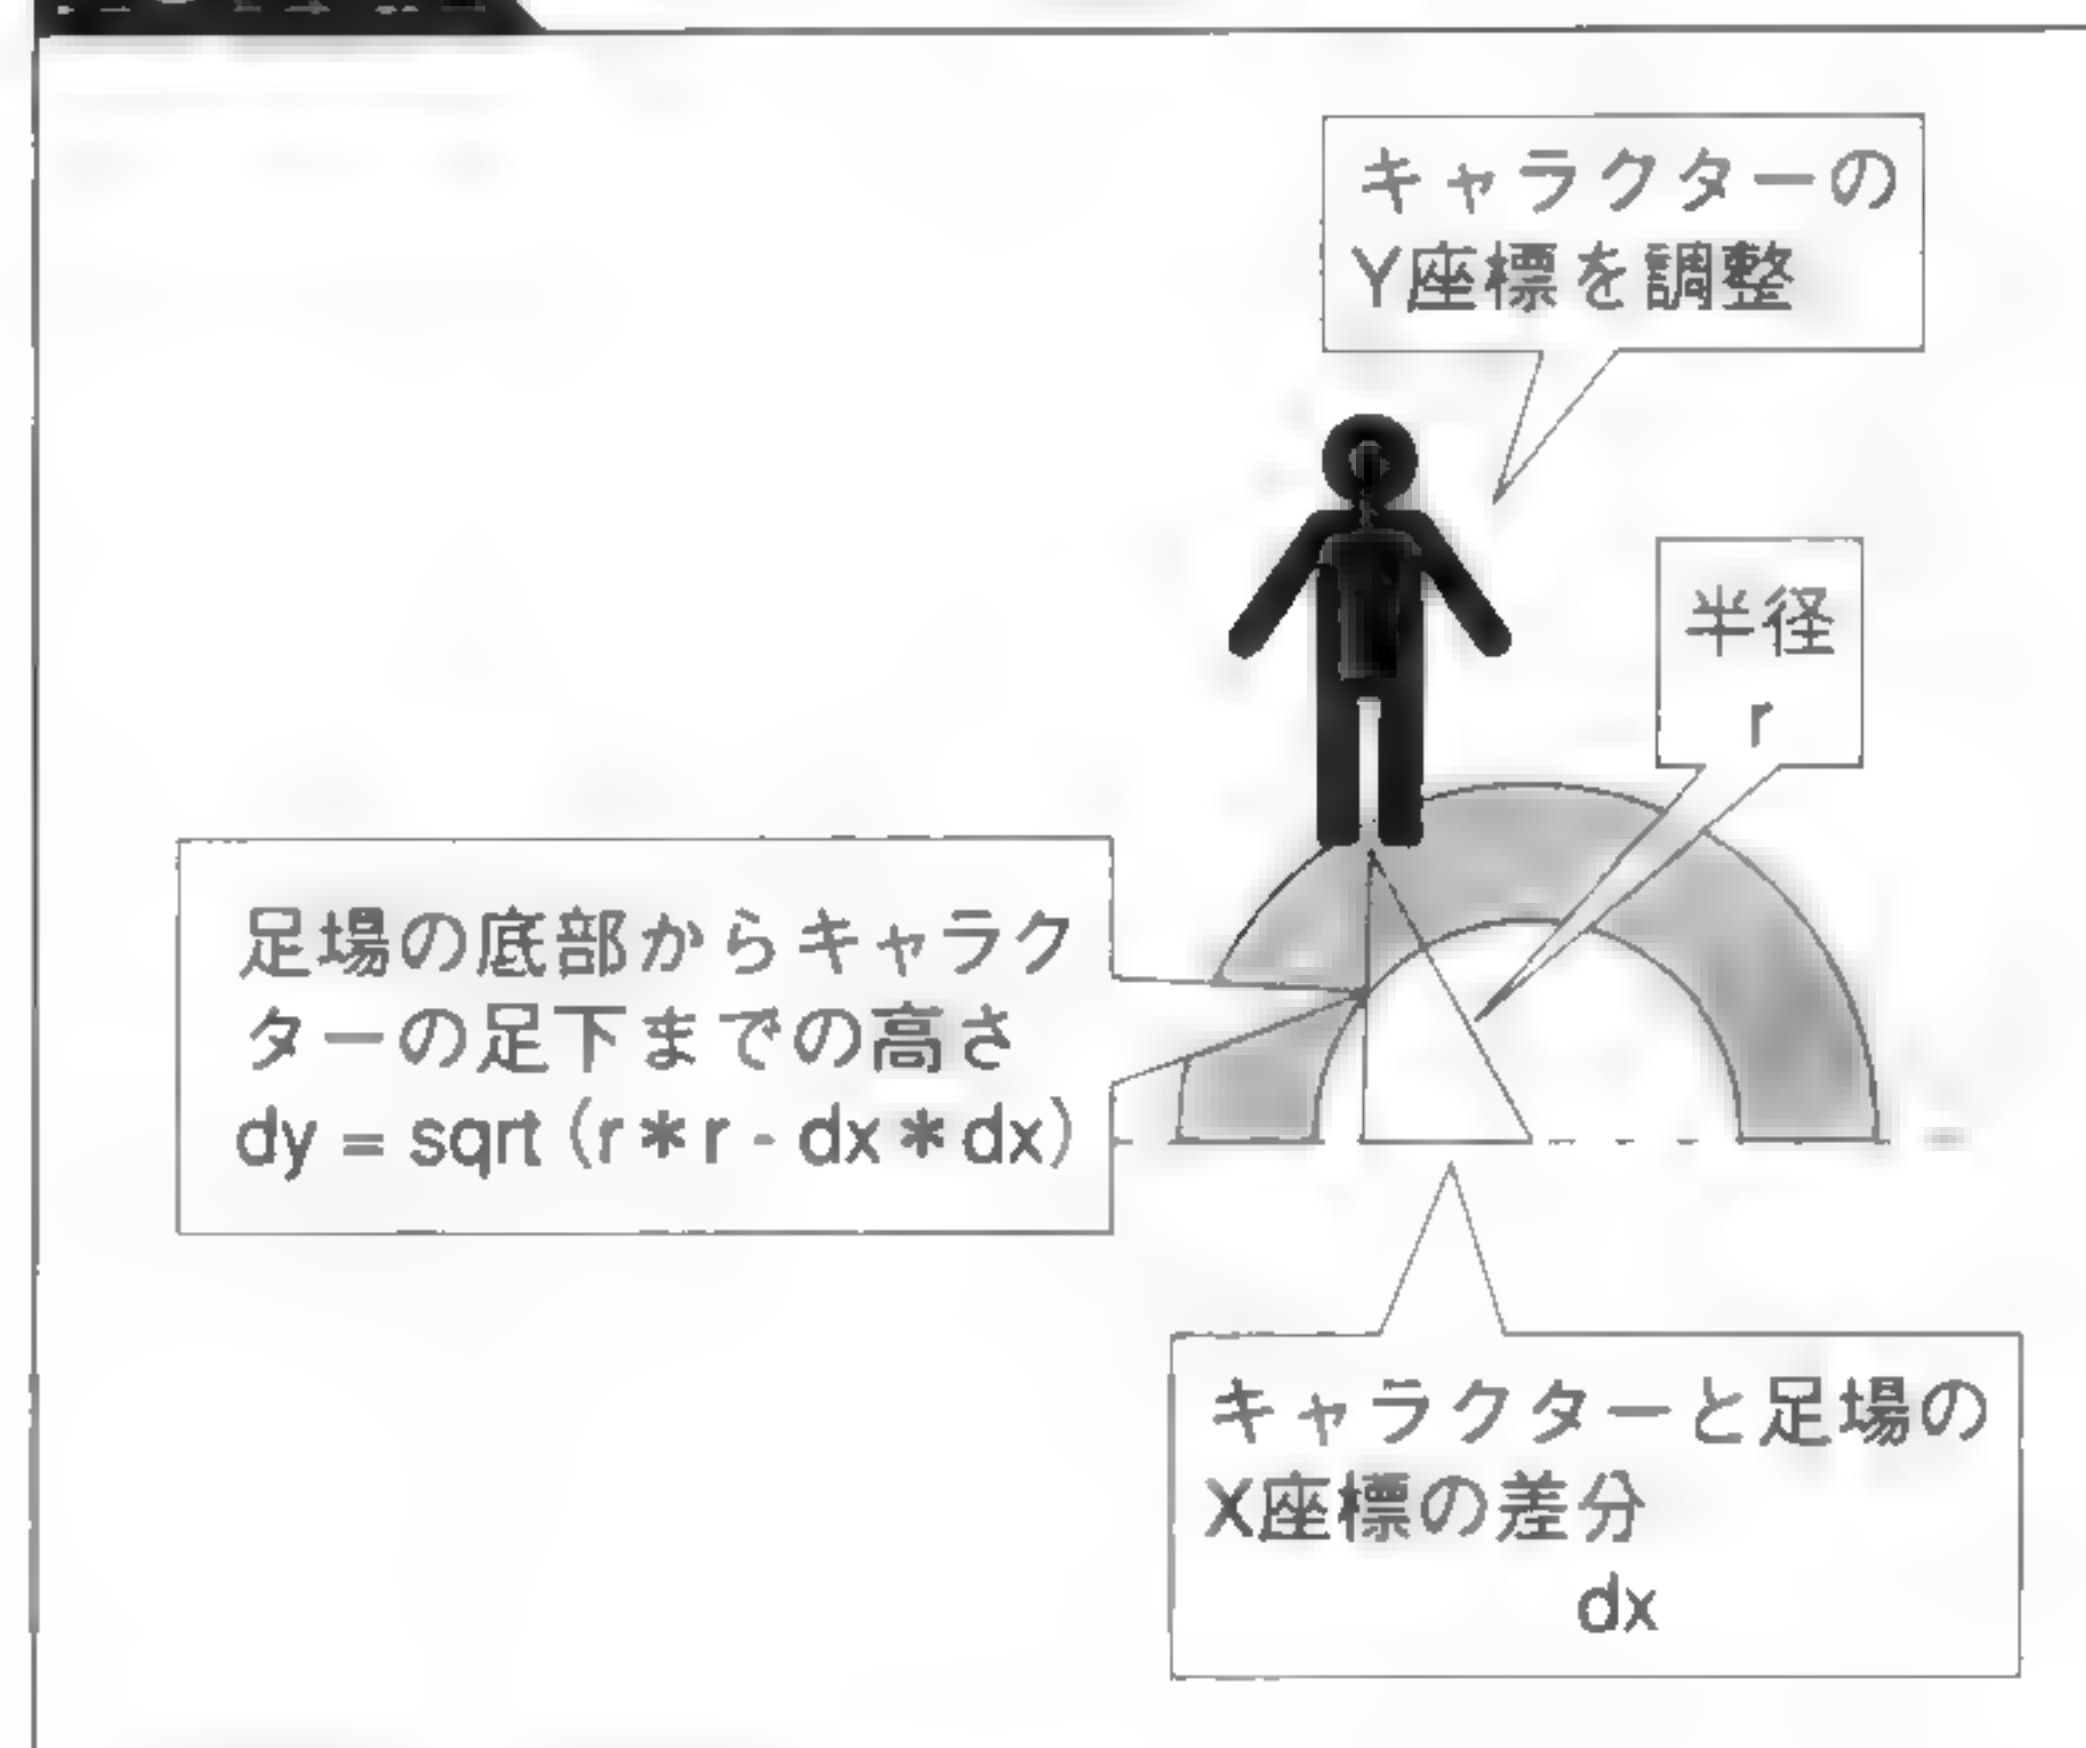 キャラクターの
Y座標を調整
半径
r
足場の底部からキャラク
ターの足下までの高さ
dy = sqrt (r * r - dx * dx)
キャラクターと足場の
X座標の差分
dx